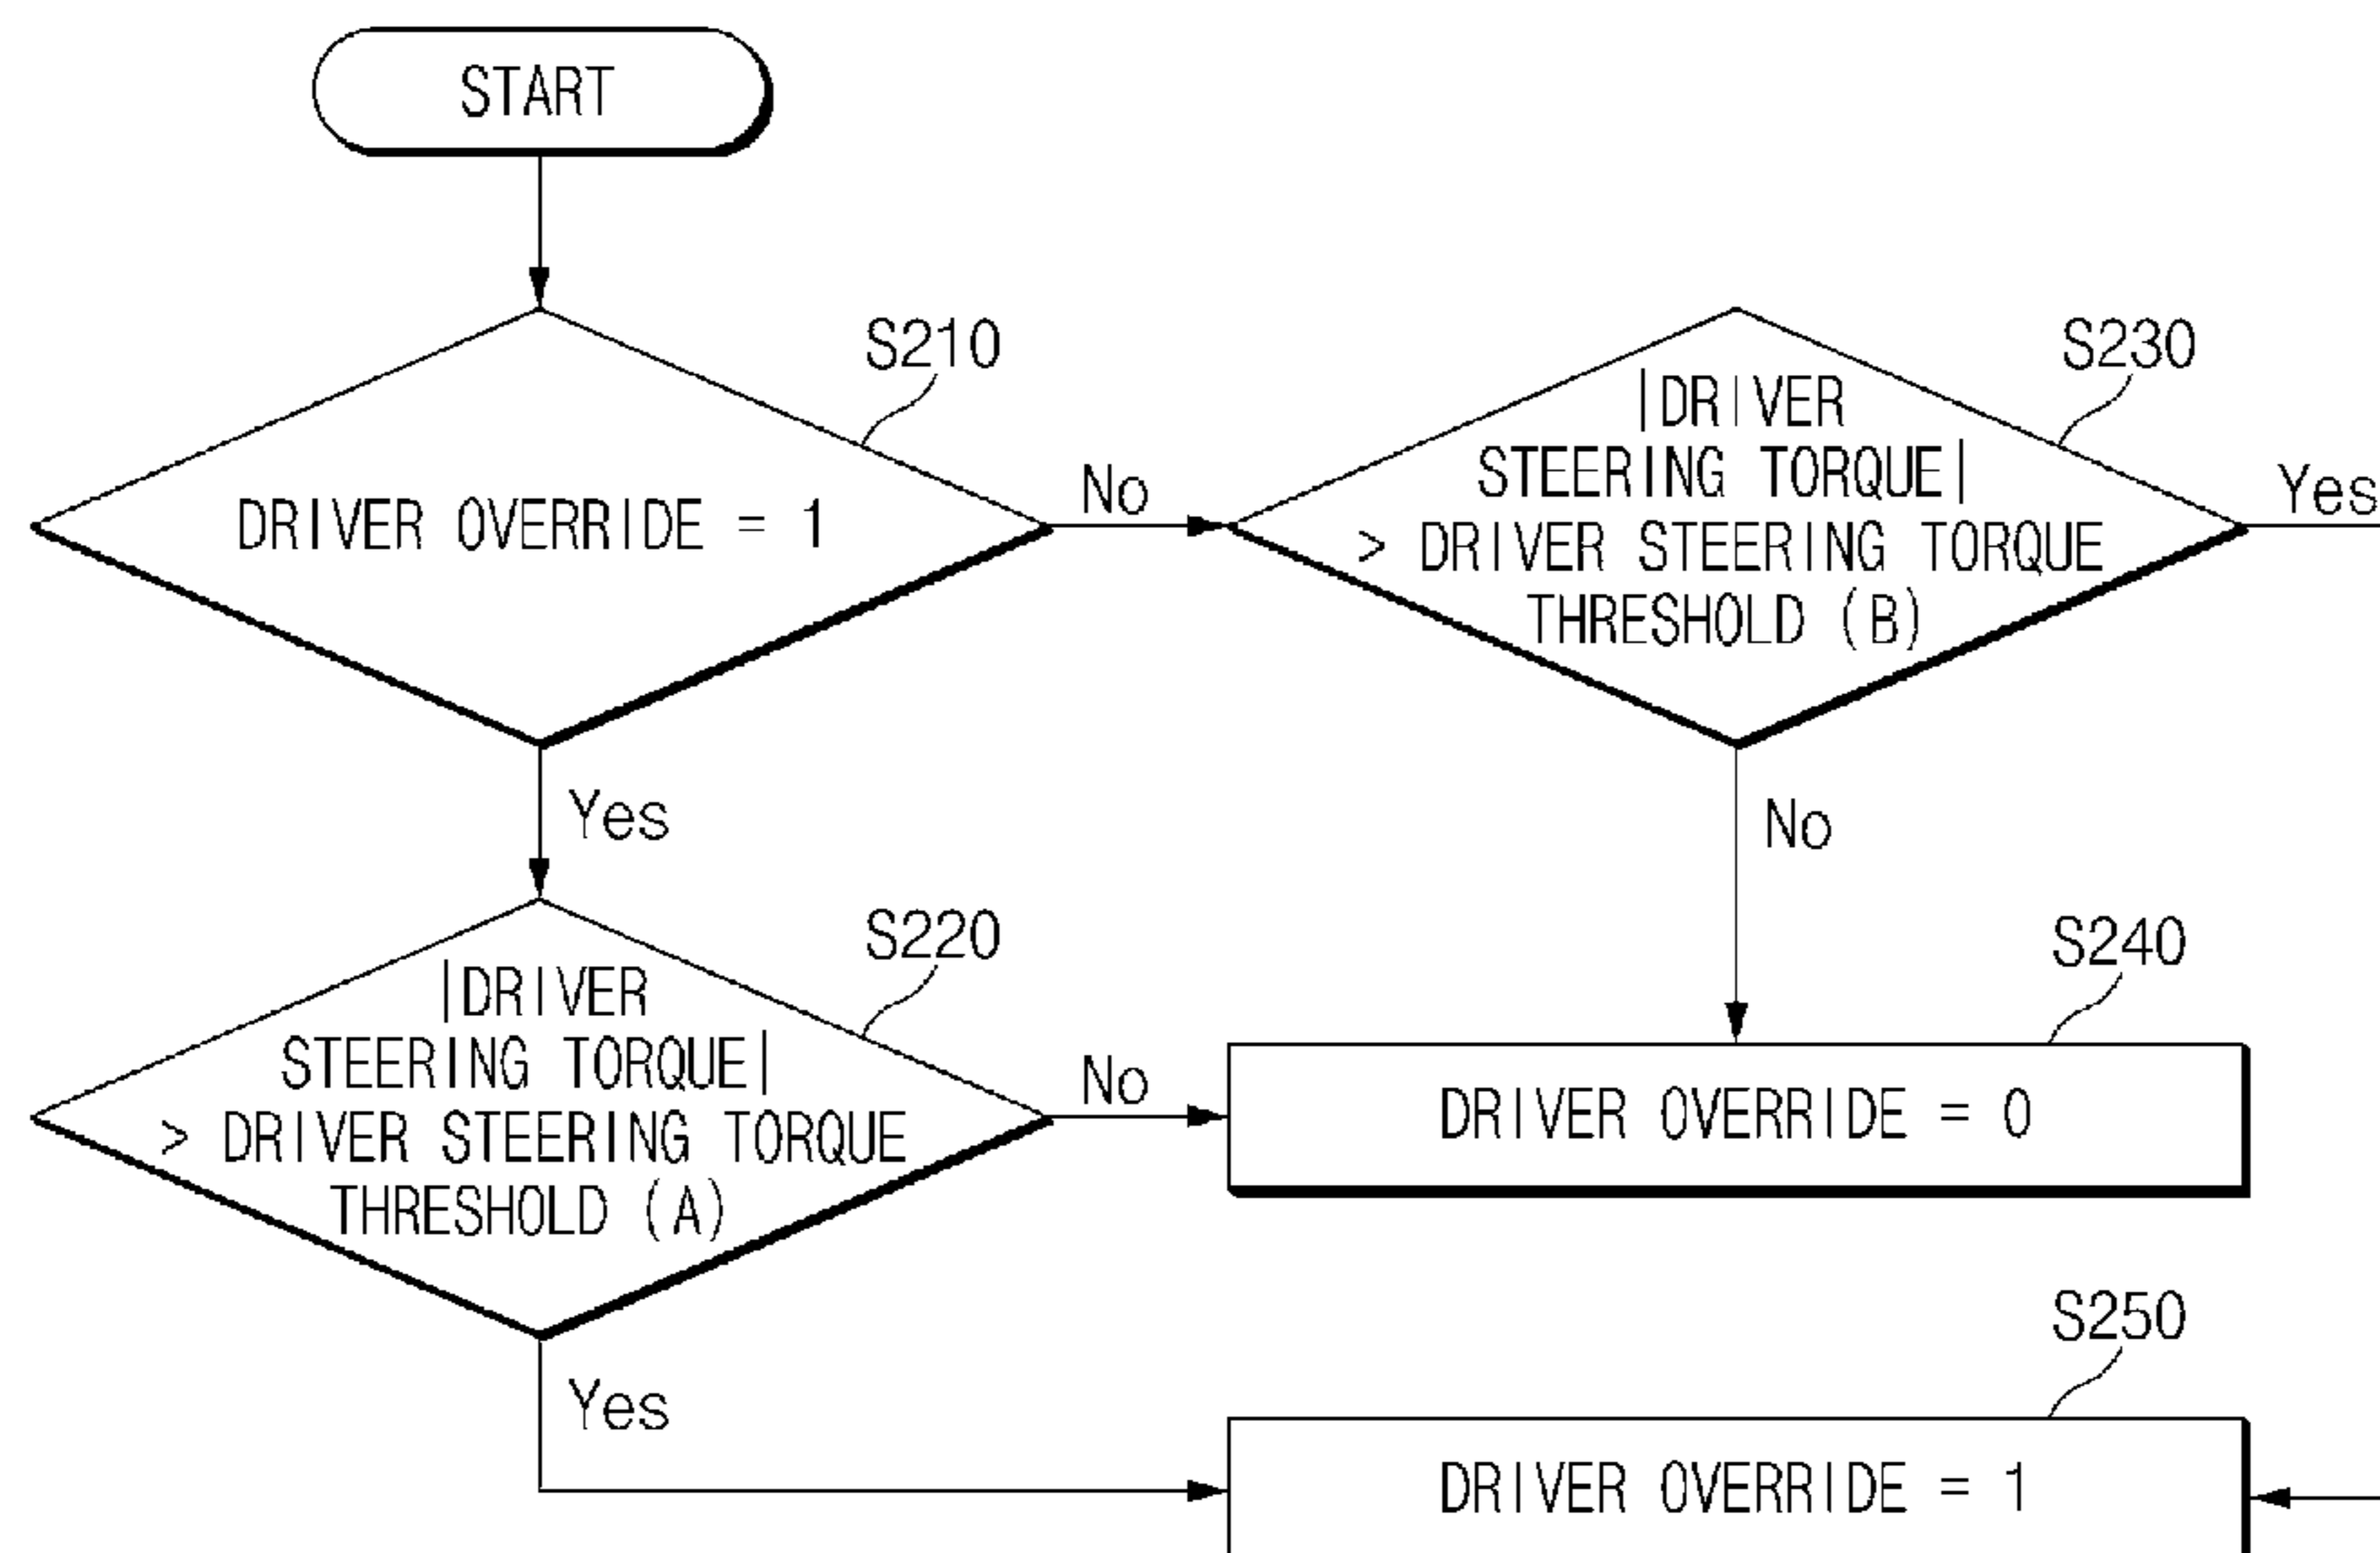 START
S210
DRIVER OVERRIDE = 1
No
Yes
S230
|DRIVER
STEERING TORQUE|
> DRIVER STEERING TORQUE
THRESHOLD (B)
Yes
No
S220
|DRIVER
STEERING TORQUE|
> DRIVER STEERING TORQUE
THRESHOLD (A)
No
Yes
S240
DRIVER OVERRIDE = 0
S250
DRIVER OVERRIDE = 1